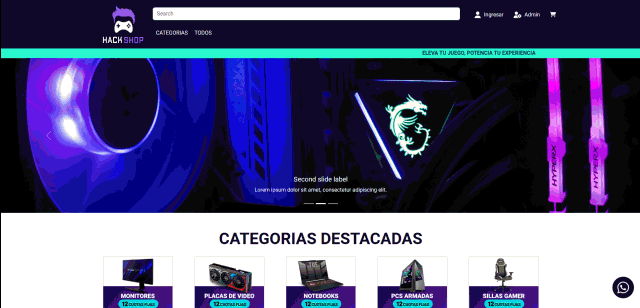 Search
Ingresar
Admin
HACKSHOP
CATEGORIAS
TODOS
ELEVA TU JUEGO, POTENCIA TU EXPERIENCIA
HYPERX
HYPERX
Second slide label
Lorem ipsum dolor sit amet, consectetur adipiscing elit.
CATEGORIAS DESTACADAS
MONITORES
12 CUOTAS FIJAS
PLACAS DE VIDEO
12 CUOTAS FIJAS
NOTEBOOKS
12 CUOTAS FIJAS
PCS ARMADAS
12 CUOTAS FIJAS
SILLAS GAMER
12 CUOTAS FIJAS